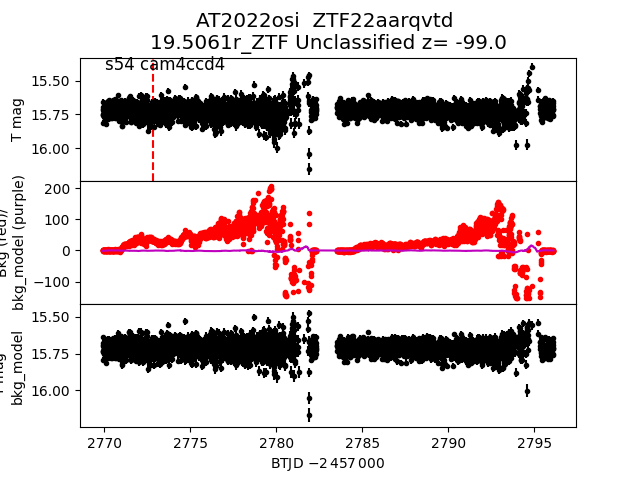 AT2022osi ZTF22aarqvtd
19.5061r_ZTF Unclassified z= -99.0
s54 cam4ccd4
15.50
15.75
16.00
T mag
200
100
0
−100
bkg_model (purple)
15.50
15.75
16.00
bkg_model
2770
2775
2780
2785
2790
2795
BTJD −2 457 000